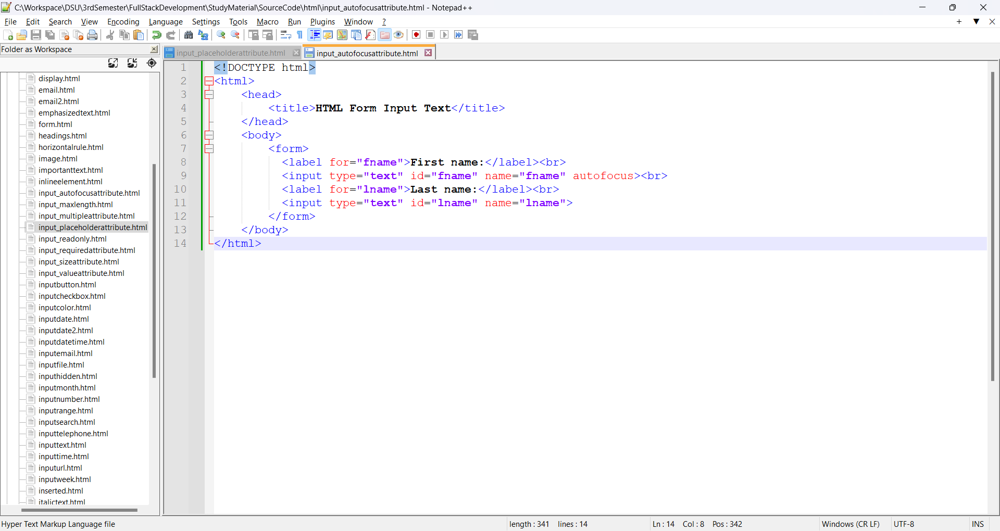 C:\Workspace\DSU\3rdSemester\FullStackDevelopment\StudyMaterial\SourceCode\html\input_autofocusattribute.html - Notepad++
File Edit Search View Encoding Language Settings Tools Macro Run Plugins Window ?
Folder as Workspace
input_placeholderattribute.html
input_autofocusattribute.html
display.html
email.html
email2.html
emphasizedtext.html
form.html
headings.html
horizontalrule.html
image.html
importanttext.html
inlineelement.html
input_autofocusattribute.html
input_maxlength.html
input_multipleattribute.html
input_placeholderattribute.html
input_readonly.html
input_requiredattribute.html
input_sizeattribute.html
input_valueattribute.html
inputbutton.html
inputcheckbox.html
inputcolor.html
inputdate.html
inputdate2.html
inputdatetime.html
inputemail.html
inputfile.html
inputhidden.html
inputmonth.html
inputnumber.html
inputrange.html
inputsearch.html
inputtelephone.html
inputtext.html
inputtime.html
inputurl.html
inputweek.html
inserted.html
italictext.html
1 <!DOCTYPE html>
2 <html>
3 <head>
4 <title>HTML Form Input Text</title>
5 </head>
6 <body>
7 <form>
8 <label for="fname">First name:</label><br>
9 <input type="text" id="fname" name="fname" autofocus><br>
10 <label for="lname">Last name:</label><br>
11 <input type="text" id="lname" name="lname">
12 </form>
13 </body>
14 </html>
Hyper Text Markup Language file
length : 341 lines : 14
Ln : 14 Col : 8 Pos : 342
Windows (CR LF)
UTF-8
INS